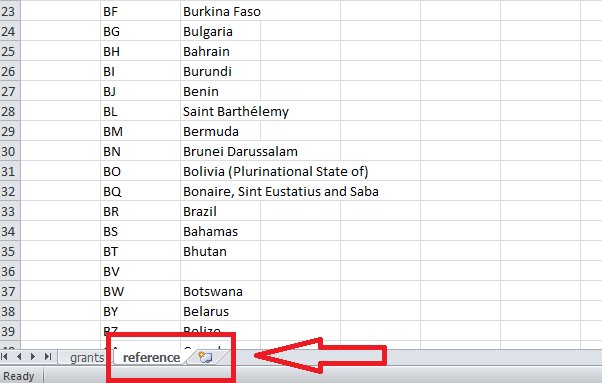 23 BF Burkina Faso
24 BG Bulgaria
25 BH Bahrain
26 BI Burundi
27 BJ Benin
28 BL Saint Barthélemy
29 BM Bermuda
30 BN Brunei Darussalam
31 BO Bolivia (Plurinational State of)
32 BQ Bonaire, Sint Eustatius and Saba
33 BR Brazil
34 BS Bahamas
35 BT Bhutan
36 BV
37 BW Botswana
38 BY Belarus
39 BZ Belize
grants reference
Ready